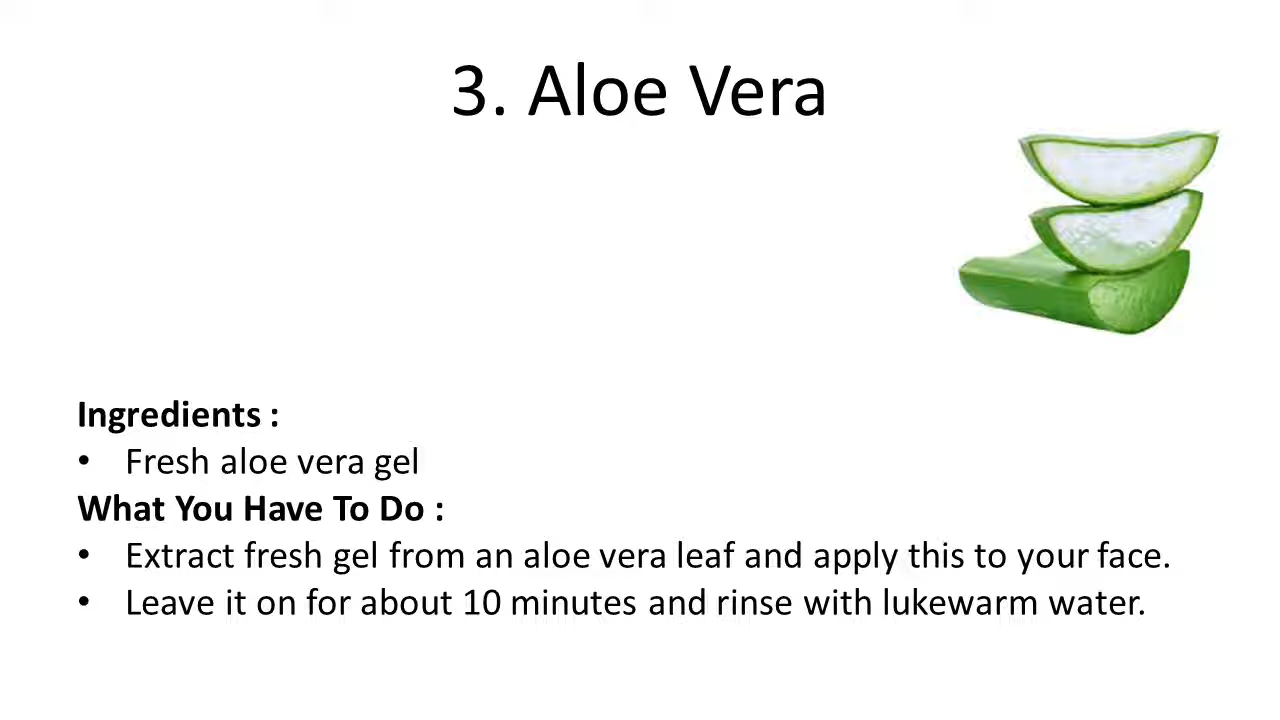 3. Aloe Vera
Ingredients :
• Fresh aloe vera gel
What You Have To Do :
• Extract fresh gel from an aloe vera leaf and apply this to your face.
• Leave it on for about 10 minutes and rinse with lukewarm water.